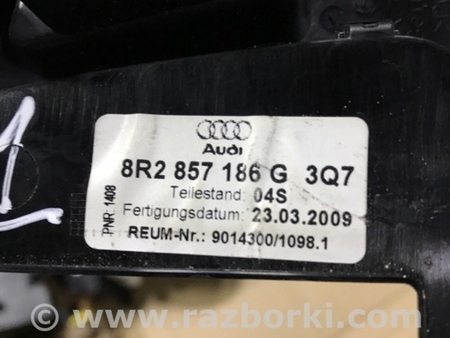 1
Audi
8R2 857 186 G 3Q7
Teilestand: 04S
Fertigungsdatum: 23.03.2009
REUM-Nr.: 9014300/1098.1
PNR: 1408
www.razborki.com